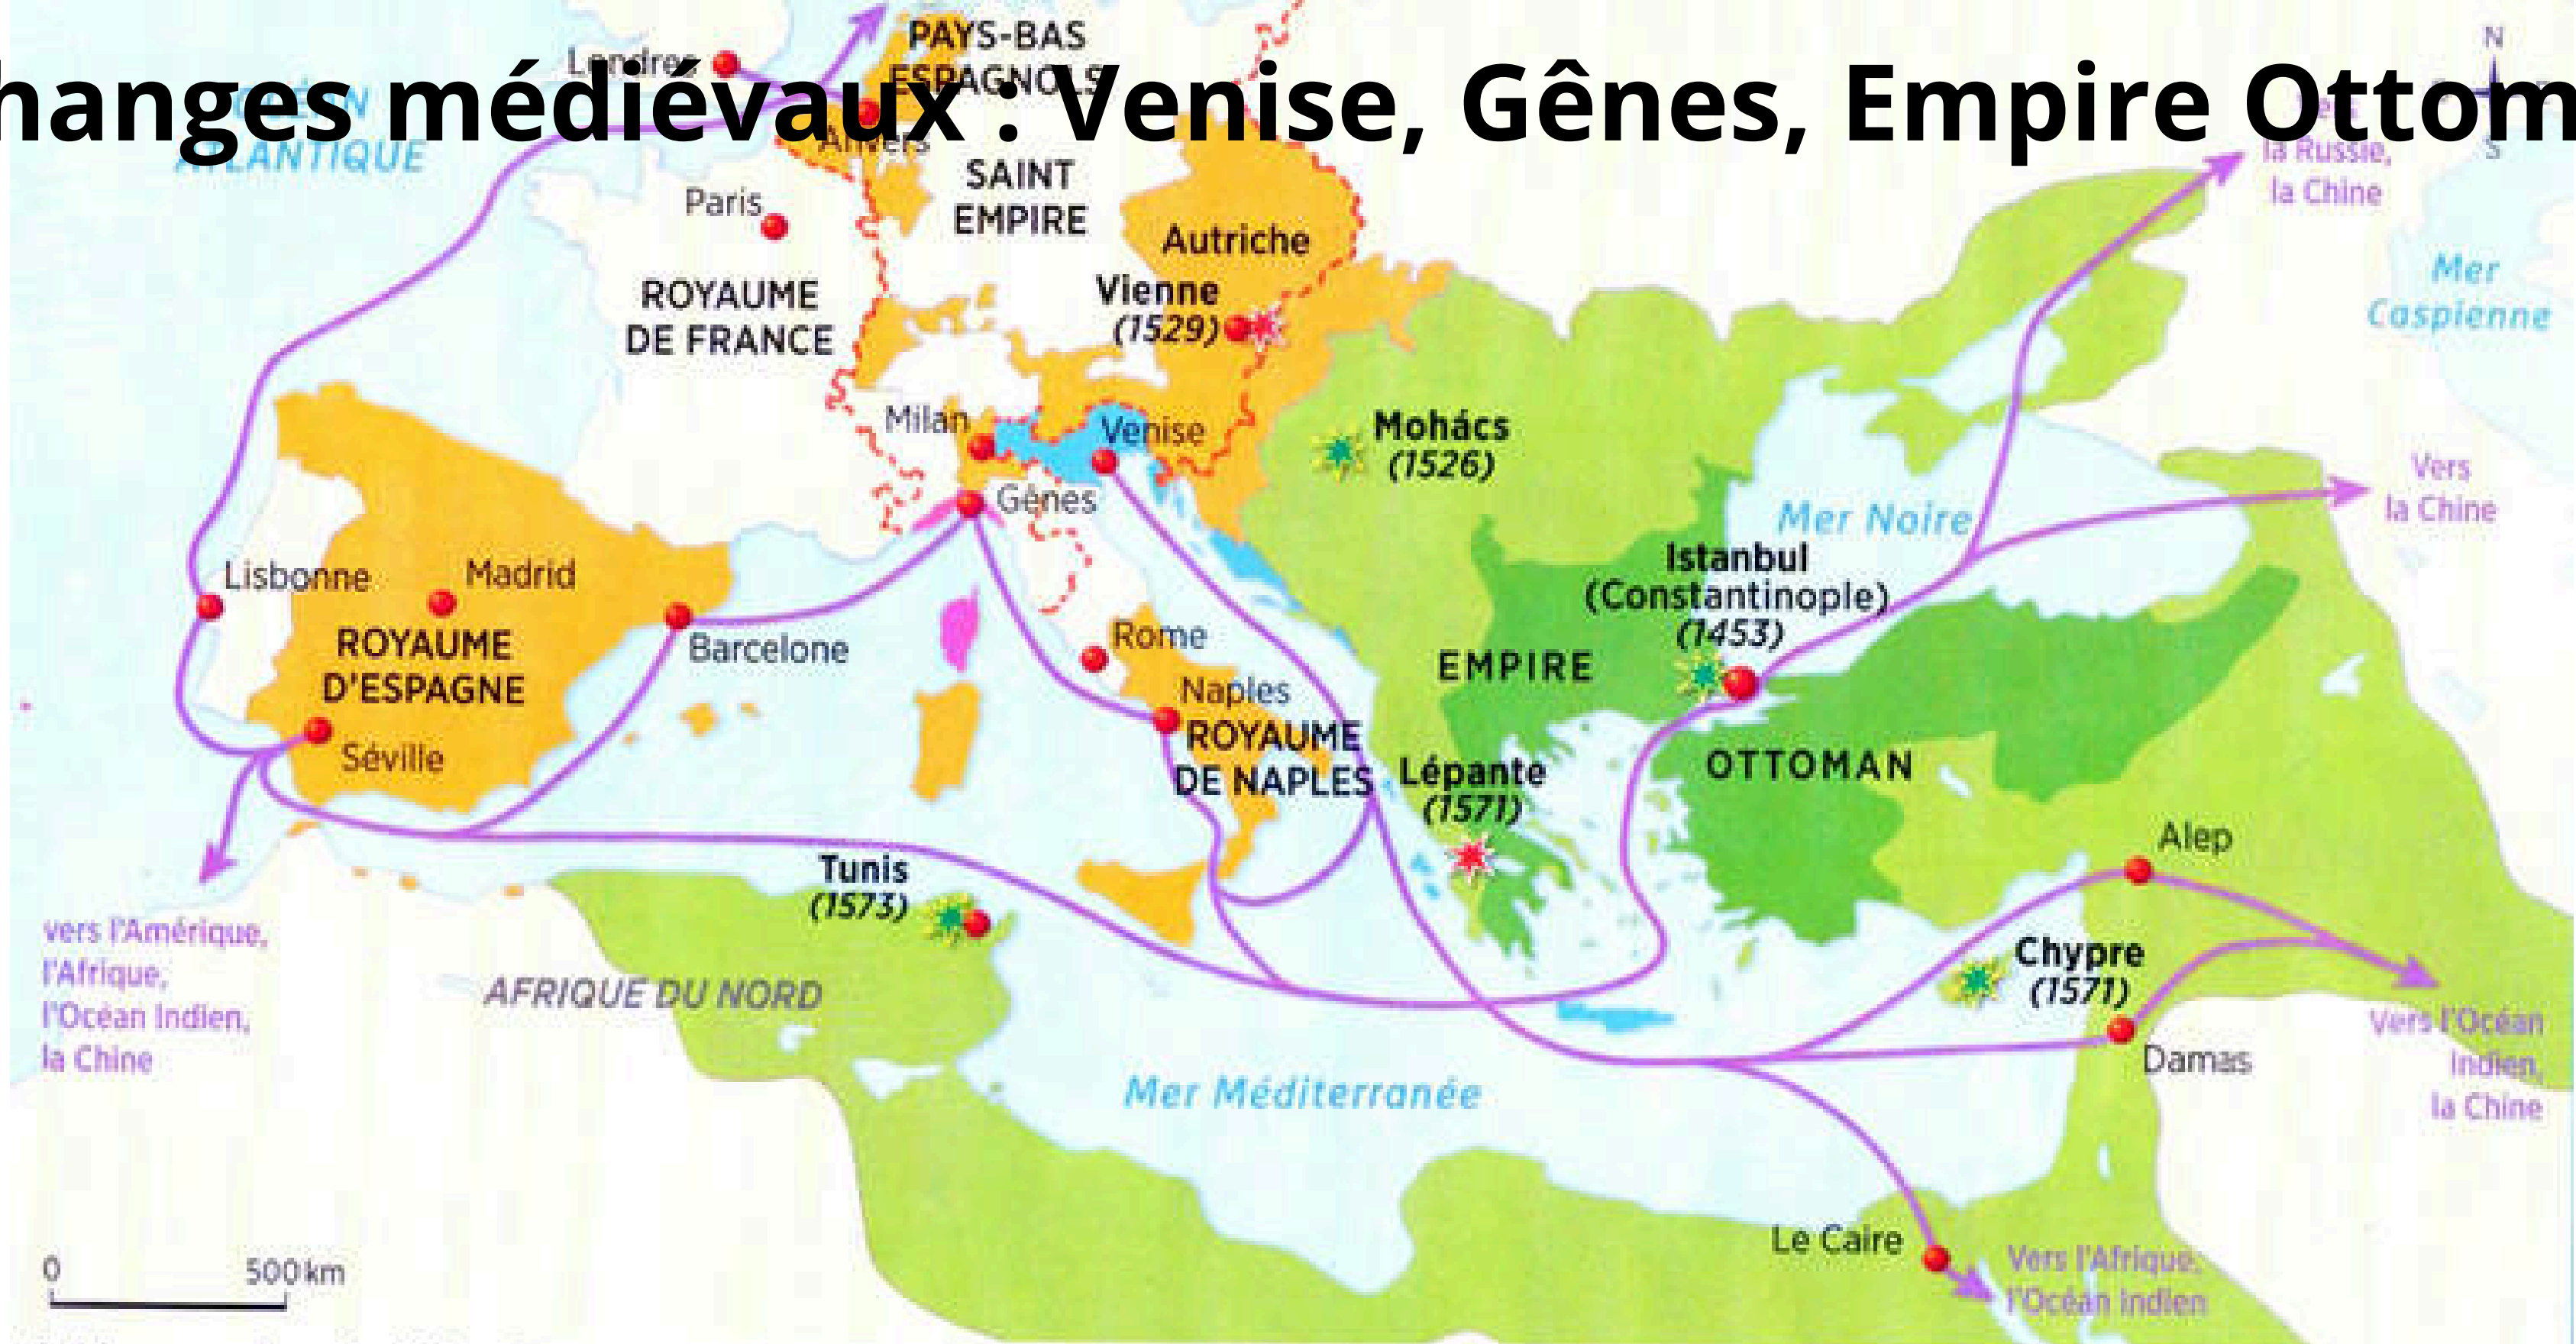 hanges médiévaux : Venise, Gênes, Empire Ottom
Londres
PAYS-BAS
ESPAGNOLS
N
ATLANTIQUE
Anvers
S
la Russie,
la Chine
SAINT
EMPIRE
Paris
Autriche
ROYAUME
DE FRANCE
Vienne
(1529)
Mer
Caspienne
Milan
Venise
Mohács
(1526)
Gênes
Vers
la Chine
Mer Noire
Istanbul
(Constantinople)
(1453)
Lisbonne
Madrid
Barcelone
ROYAUME
D'ESPAGNE
Rome
EMPIRE
Naples
ROYAUME
DE NAPLES
Séville
Lépante
(1571)
OTTOMAN
Alep
Tunis
(1573)
vers l'Amérique,
l'Afrique,
l'Océan Indien,
la Chine
AFRIQUE DU NORD
Chypre
(1571)
Damas
Vers l'Océan
Indien,
la Chine
Mer Méditerranée
Le Caire
Vers l'Afrique,
l'Océan indien
0 500 km